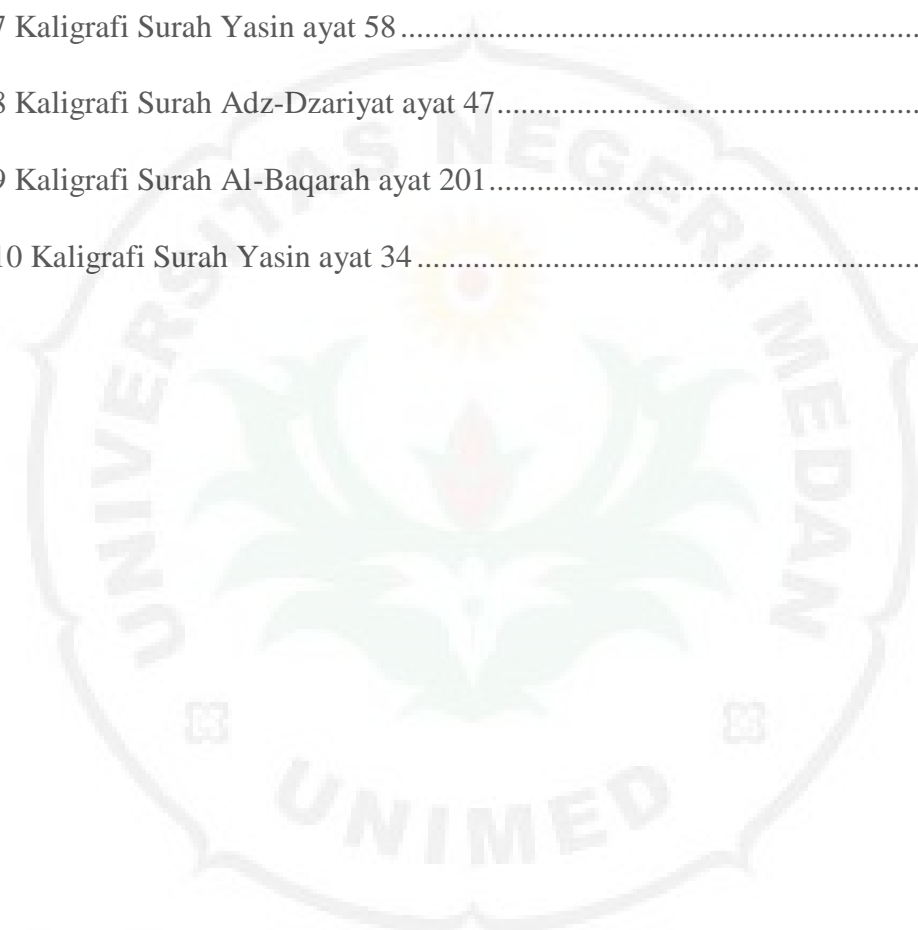 7 Kaligrafi Surah Yasin ayat 58
8 Kaligrafi Surah Adz-Dzariyat ayat 47
9 Kaligrafi Surah Al-Baqarah ayat 201
10 Kaligrafi Surah Yasin ayat 34
UNIVERSITAS NEGERI MEDAN
UNIMED